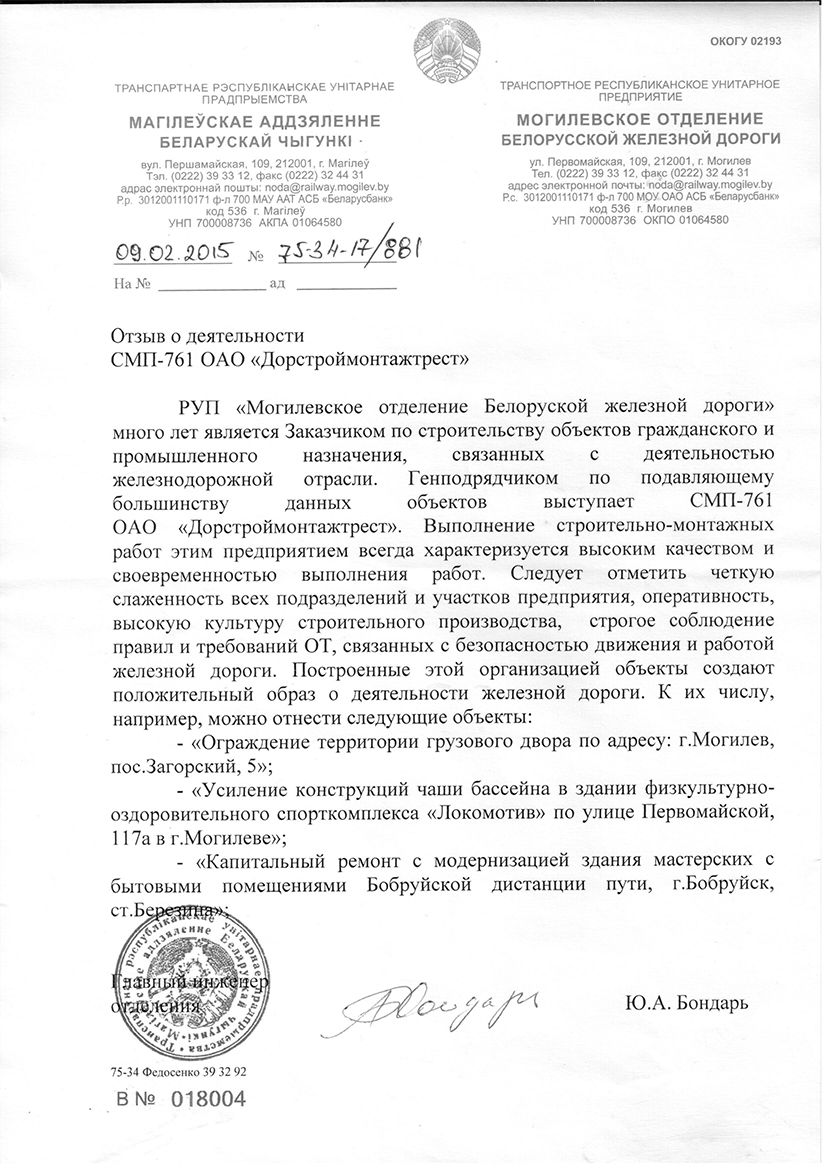 ОКОГУ 02193
ТРАНСПАРТНАЕ РЭСПУБЛІКАНСКАЕ УНІТАРНАЕ
ПРАДПРЫЕМСТВА
МАГІЛЕЎСКАЕ АДДЗЯЛЕННЕ
БЕЛАРУСКАЙ ЧЫГУНКІ
вул. Першамайская, 109, 212001, г. Магілеў
Тэл. (0222) 39 33 12, факс (0222) 32 44 31
адрас электроннай пошты: noda@railway.mogilev.by
Р.р. 3012001110171 ф-л 700 МАУ ААТ АСБ «Беларусбанк»
код 536 г. Магілеў
УНП 700008736 АКПА 01064580
ТРАНСПОРТНОЕ РЕСПУБЛИКАНСКОЕ УНИТАРНОЕ
ПРЕДПРИЯТИЕ
МОГИЛЕВСКОЕ ОТДЕЛЕНИЕ
БЕЛОРУССКОЙ ЖЕЛЕЗНОЙ ДОРОГИ
ул. Первомайская, 109, 212001, г. Могилев
Тел. (0222) 39 33 12, факс (0222) 32 44 31
адрес электронной почты: noda@railway.mogilev.by
Р.с. 3012001110171 ф-л 700 МОУ ОАО АСБ «Беларусбанк»
код 536 г. Могилев
УНП 700008736 ОКПО 01064580
09.02.2015 № 75-34-17/881
На № ад
Отзыв о деятельности
СМП-761 ОАО «Дорстроймонтажтрест»
РУП «Могилевское отделение Белоруской железной дороги»
много лет является Заказчиком по строительству объектов гражданского и
промышленного назначения, связанных с деятельностью
железнодорожной отрасли. Генподрядчиком по подавляющему
большинству данных объектов выступает СМП-761
ОАО «Дорстроймонтажтрест». Выполнение строительно-монтажных
работ этим предприятием всегда характеризуется высоким качеством и
своевременностью выполнения работ. Следует отметить четкую
слаженность всех подразделений и участков предприятия, оперативность,
высокую культуру строительного производства, строгое соблюдение
правил и требований ОТ, связанных с безопасностью движения и работой
железной дороги. Построенные этой организацией объекты создают
положительный образ о деятельности железной дороги. К их числу,
например, можно отнести следующие объекты:
- «Ограждение территории грузового двора по адресу: г.Могилев,
пос.Загорский, 5»;
- «Усиление конструкций чаши бассейна в здании физкультурно-
оздоровительного спорткомплекса «Локомотив» по улице Первомайской,
117а в г.Могилеве»;
- «Капитальный ремонт с модернизацией здания мастерских с
бытовыми помещениями Бобруйской дистанции пути, г.Бобруйск,
ст.Березина»;
Транспартнае рэспубліканскае унітарнае прадпрыемства
Магілеўскае аддзяленне Беларускай чыгункі
Главный инженер
отделения
Бондарь
Ю.А. Бондарь
75-34 Федосенко 39 32 92
В № 018004